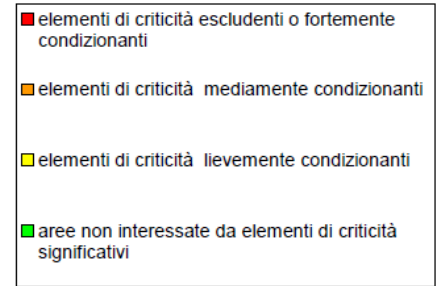 elementi di criticità escludenti o fortemente
condizionanti
elementi di criticità mediamente condizionanti
elementi di criticità lievemente condizionanti
aree non interessate da elementi di criticità
significativi